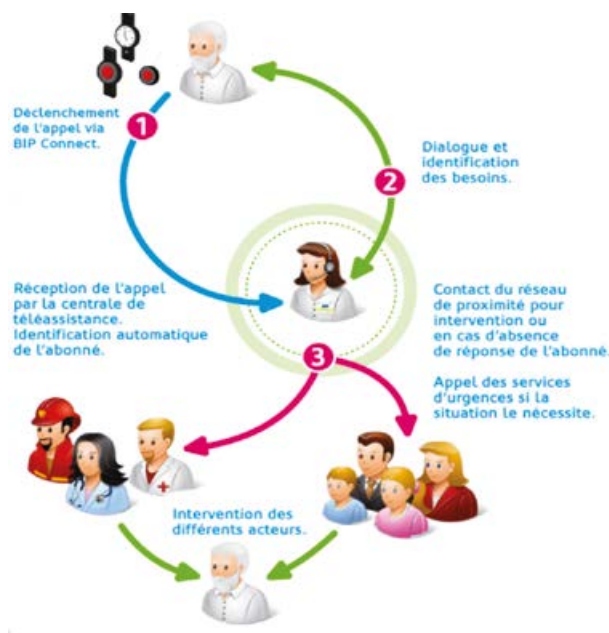 Déclenchement
de l'appel via
BIP Connect.
1
Dialogue et
identification
des besoins.
2
Réception de l'appel
par la centrale de
téléassistance.
Identification automatique
de l'abonné.
Contact du réseau
de proximité pour
intervention ou
en cas d'absence
de réponse de l'abonné.
Appel des services
d'urgences si la
situation le nécessite.
3
Intervention des
différents acteurs.